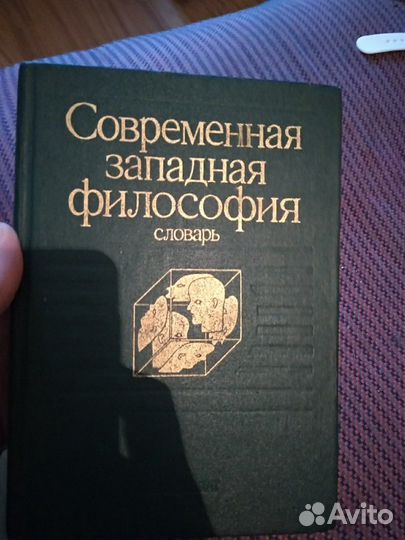 Современная
западная
философия
словарь
Avito